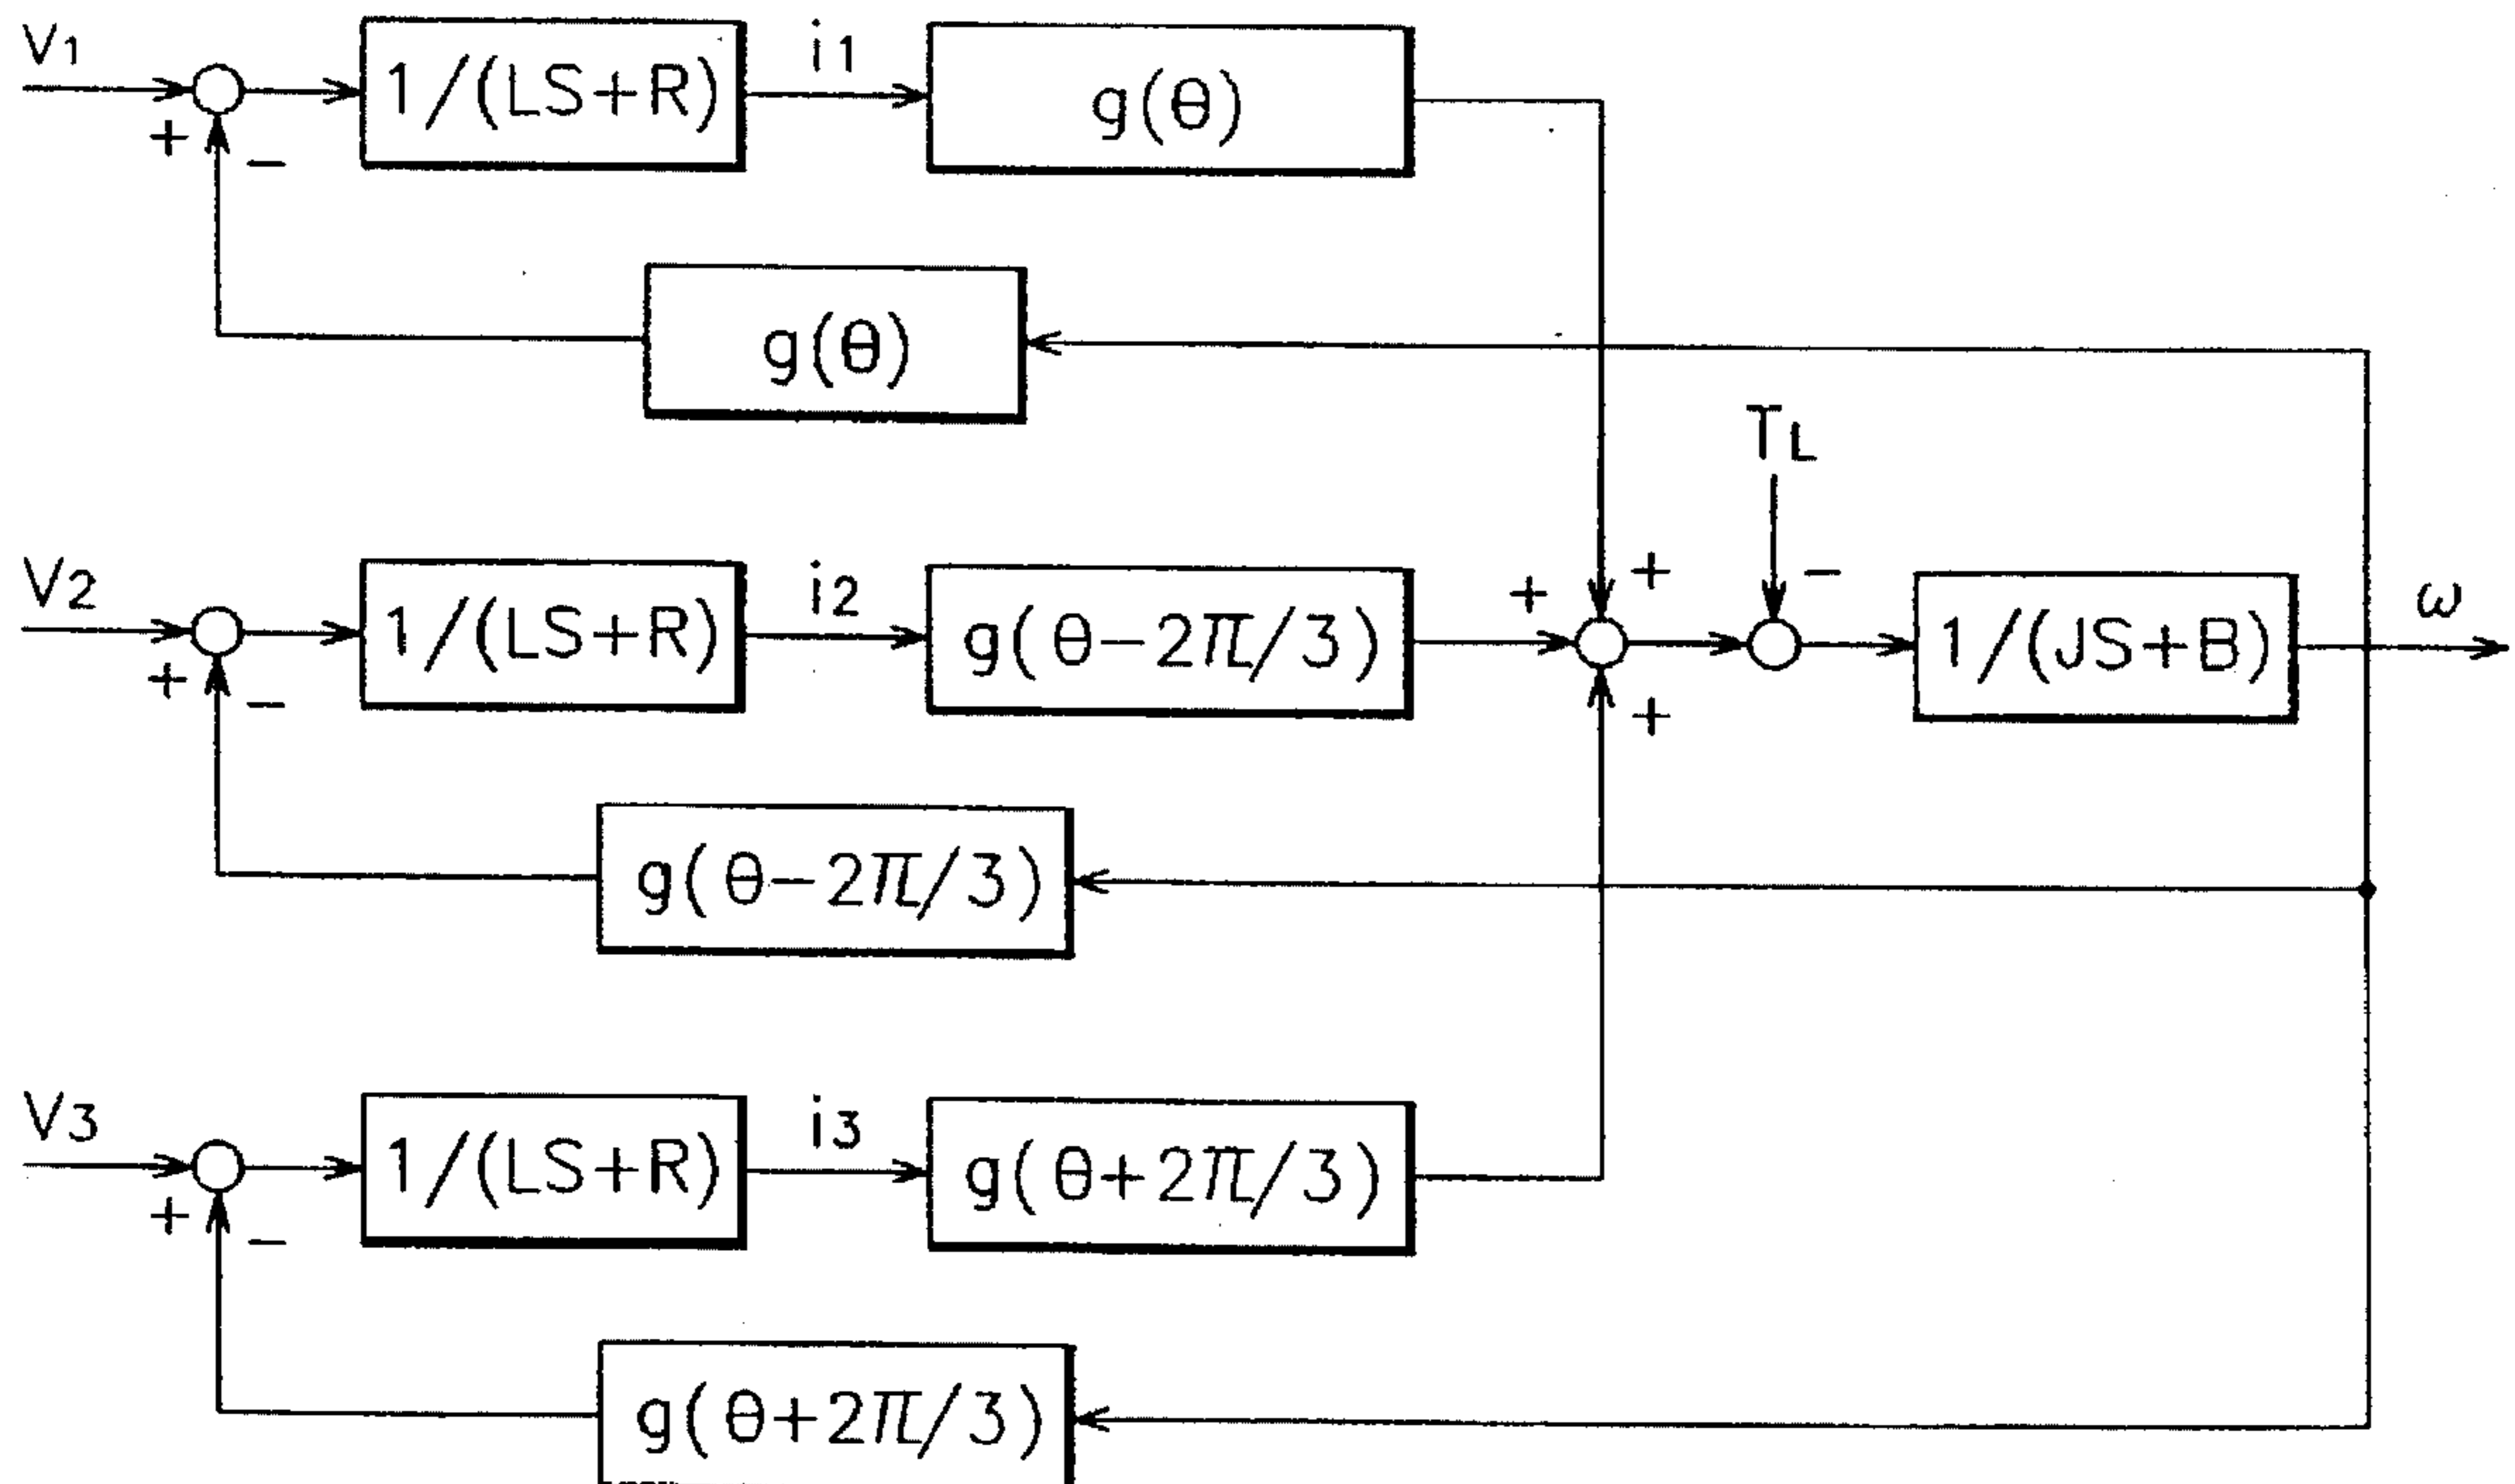 V1
1/(LS+R)
i1
g(θ)
+
−
g(θ)
TL
V2
1/(LS+R)
i2
g(θ−2π/3)
+
+
−
1/(JS+B)
ω
+
−
+
g(θ−2π/3)
V3
1/(LS+R)
i3
g(θ+2π/3)
+
−
g(θ+2π/3)